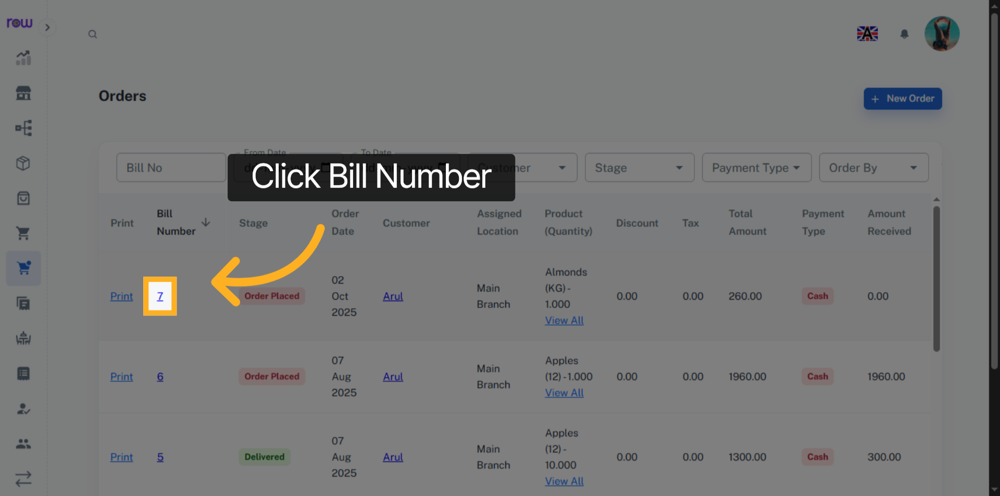 row
Orders
+ New Order
Bill No
From Date
To Date
Click Bill Number
Customer
Stage
Payment Type
Order By
Print
Bill
Number
Stage
Order
Date
Customer
Assigned
Location
Product
(Quantity)
Discount
Tax
Total
Amount
Payment
Type
Amount
Received
Print
7
Order Placed
02
Oct
2025
Arul
Main
Branch
Almonds
(KG) -
1.000
View All
0.00
0.00
260.00
Cash
0.00
Print
6
Order Placed
07
Aug
2025
Arul
Main
Branch
Apples
(12) - 1.000
View All
0.00
0.00
1960.00
Cash
1960.00
Print
5
Delivered
07
Aug
2025
Arul
Main
Branch
Apples
(12) -
10.000
View All
0.00
0.00
1300.00
Cash
300.00